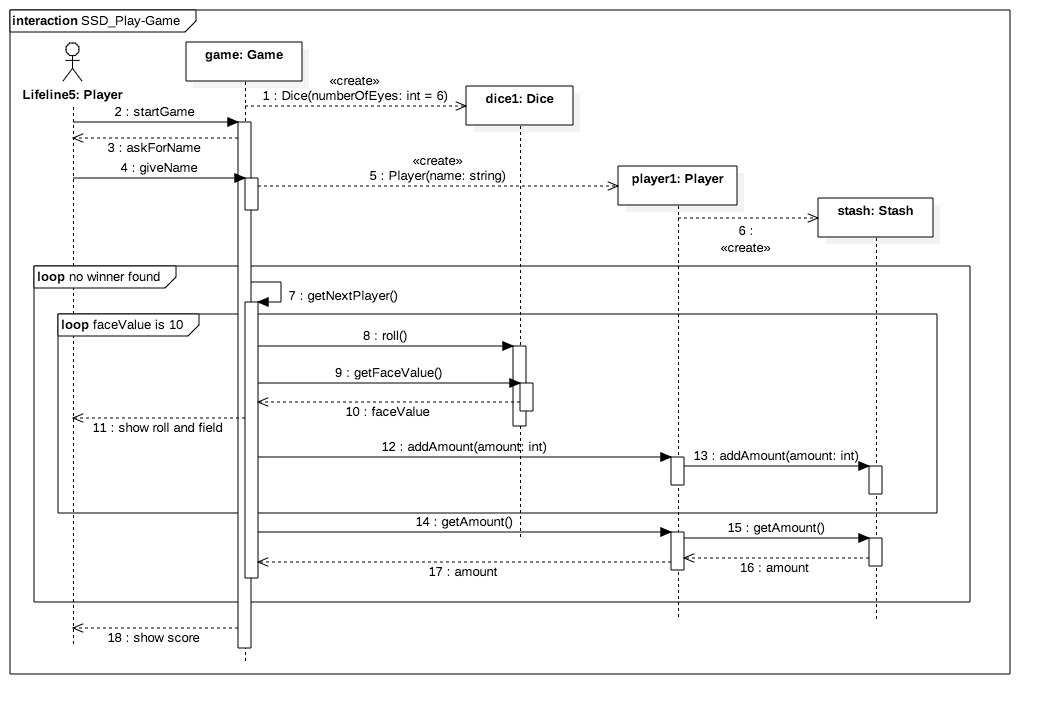 interaction SSD_Play-Game
game: Game
Lifeline5: Player
«create»
1 : Dice(numberOfEyes: int = 6)
dice1: Dice
2 : startGame
3 : askForName
4 : giveName
«create»
5 : Player(name: string)
player1: Player
stash: Stash
6 :
«create»
loop no winner found
7 : getNextPlayer()
loop faceValue is 10
8 : roll()
9 : getFaceValue()
10 : faceValue
11 : show roll and field
12 : addAmount(amount: int)
13 : addAmount(amount: int)
14 : getAmount()
15 : getAmount()
16 : amount
17 : amount
18 : show score